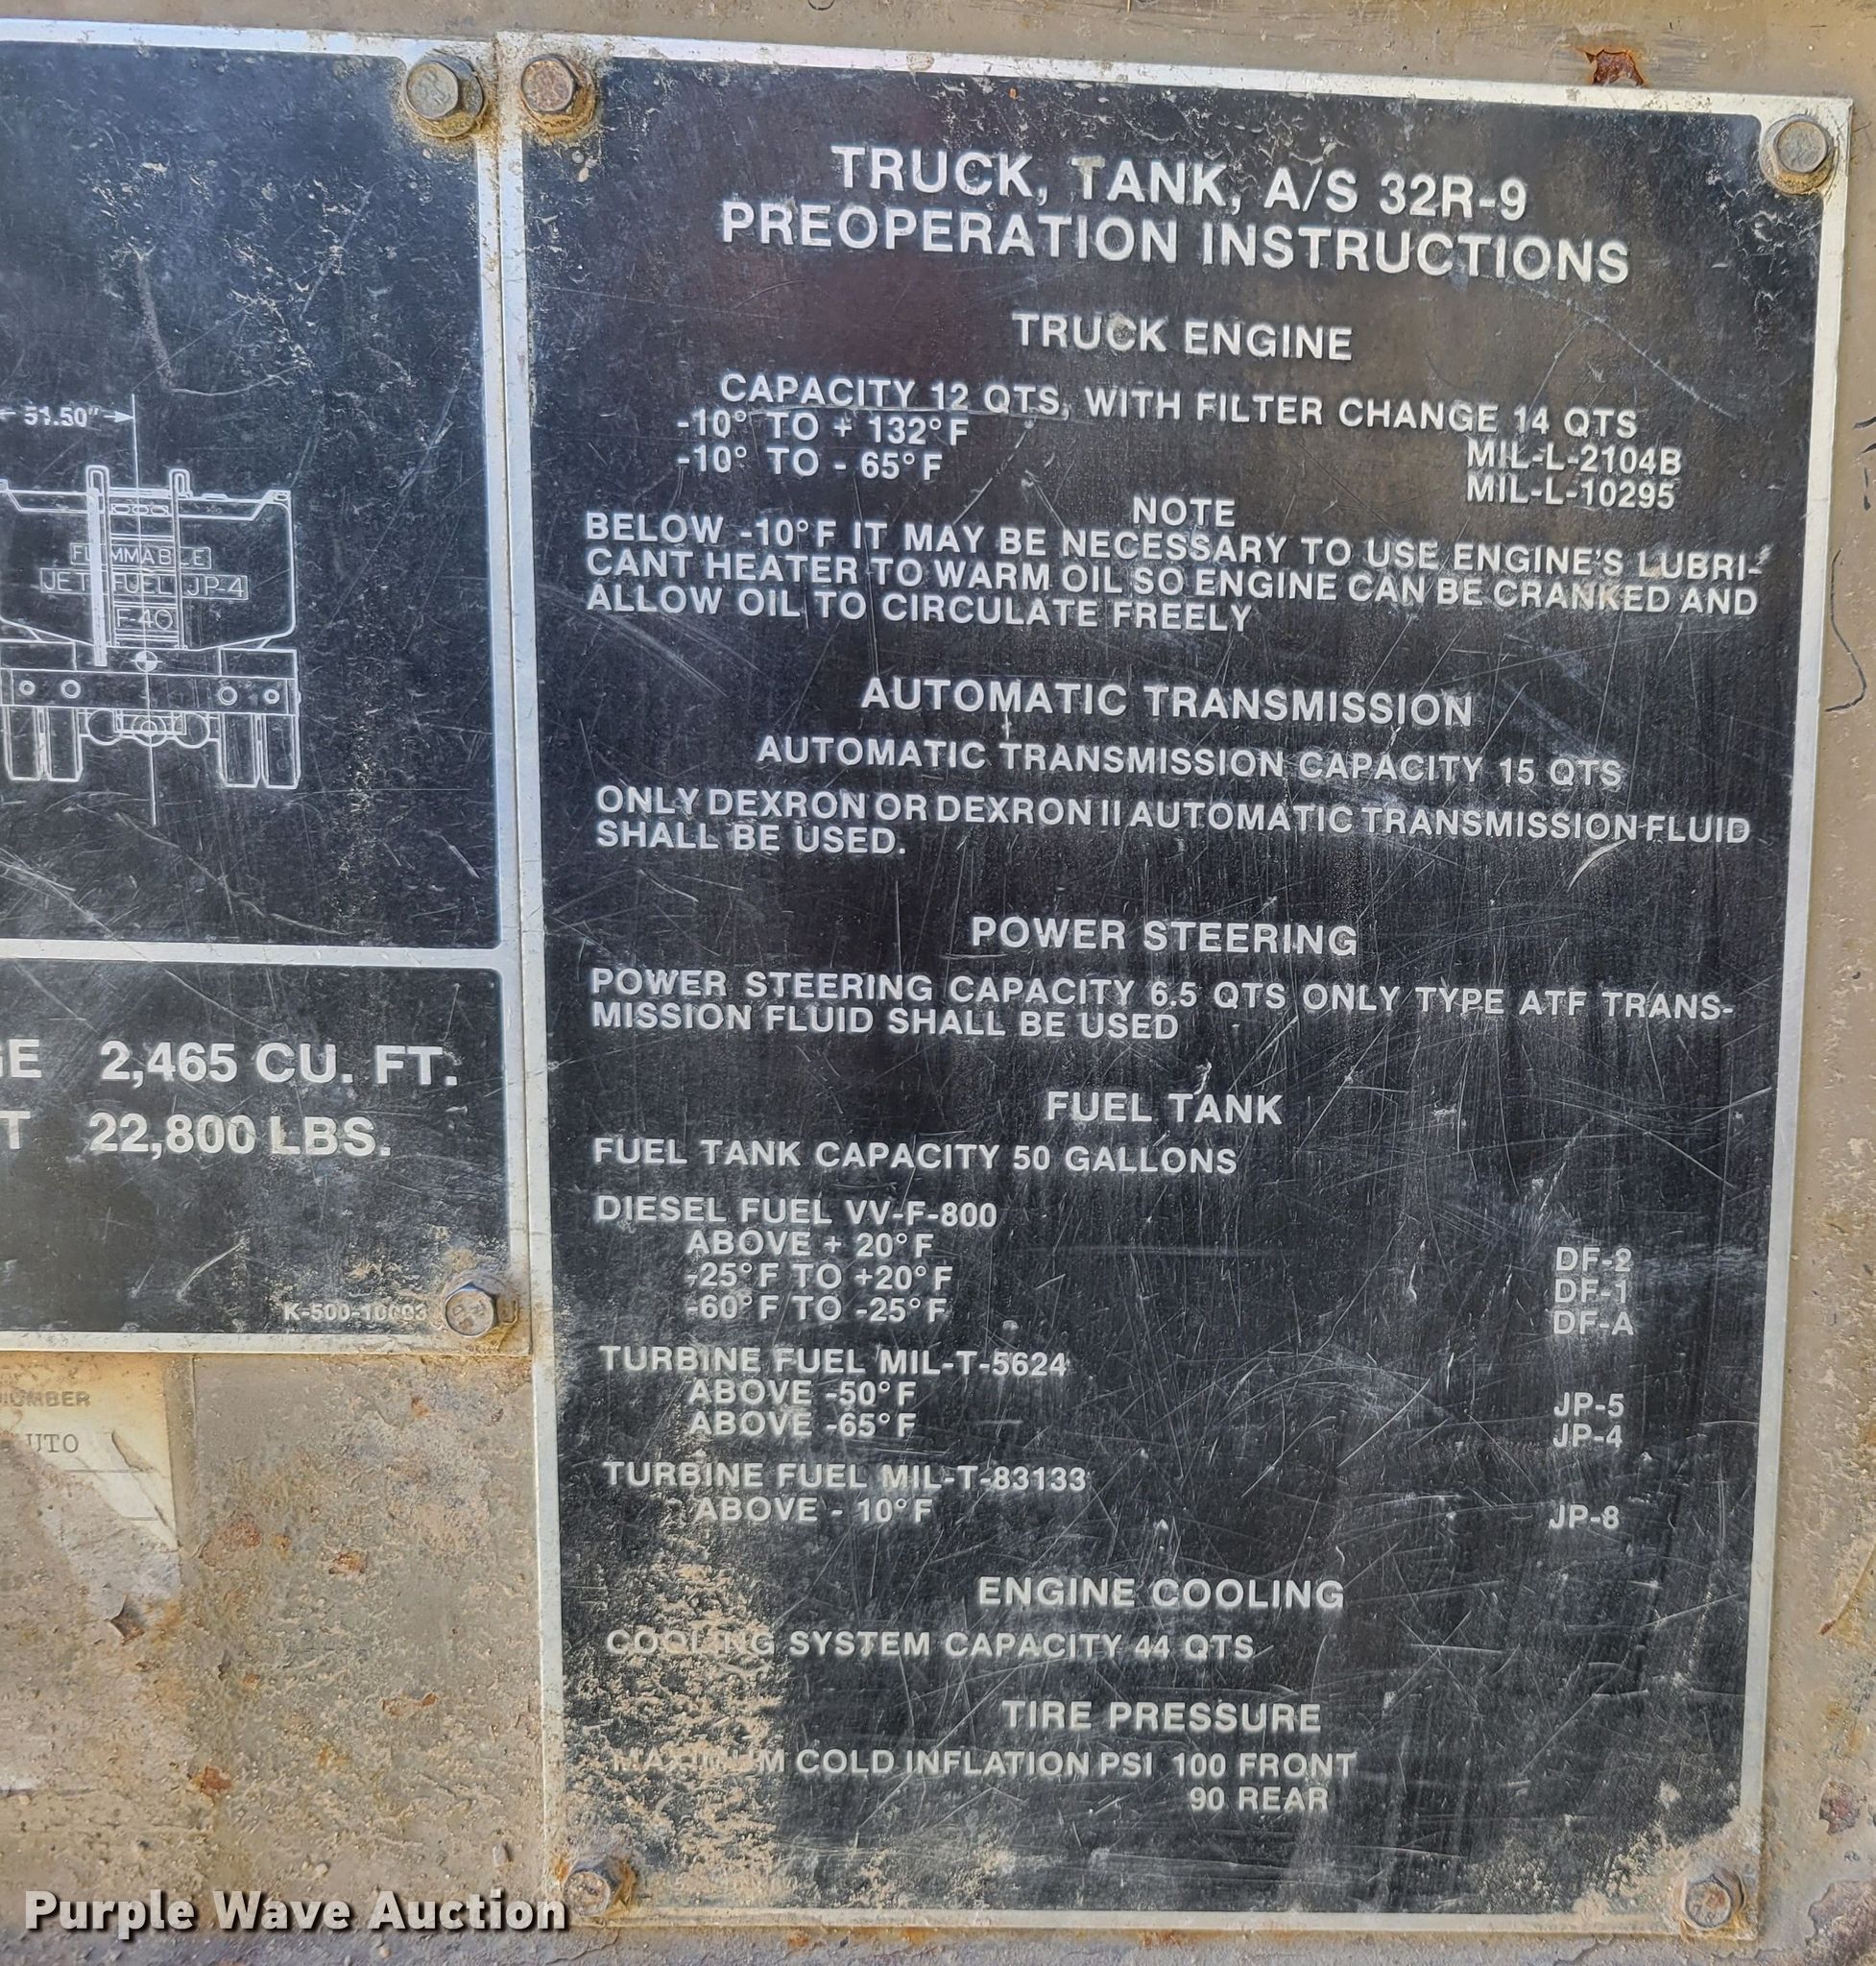 51.50"
FLAMMABLE
JET FUEL JP-4
F-40
GE 2,465 CU. FT.
T 22,800 LBS.
UTO
TRUCK, TANK, A/S 32R-9
PREOPERATION INSTRUCTIONS
TRUCK ENGINE
CAPACITY 12 QTS, WITH FILTER CHANGE 14 QTS
-10° TO + 132°F MIL-L-2104B
-10° TO - 65°F MIL-L-10295
NOTE
BELOW -10°F IT MAY BE NECESSARY TO USE ENGINE'S LUBRI-
CANT HEATER TO WARM OIL SO ENGINE CAN BE CRANKED AND
ALLOW OIL TO CIRCULATE FREELY
AUTOMATIC TRANSMISSION
AUTOMATIC TRANSMISSION CAPACITY 15 QTS
ONLY DEXRON OR DEXRON II AUTOMATIC TRANSMISSION FLUID
SHALL BE USED.
POWER STEERING
POWER STEERING CAPACITY 6.5 QTS ONLY TYPE ATF TRANS-
MISSION FLUID SHALL BE USED
FUEL TANK
FUEL TANK CAPACITY 50 GALLONS
DIESEL FUEL VV-F-800
ABOVE + 20°F DF-2
-25°F TO +20°F DF-1
-60°F TO -25°F DF-A
TURBINE FUEL MIL-T-5624
ABOVE -50°F JP-5
ABOVE -65°F JP-4
TURBINE FUEL MIL-T-83133
ABOVE - 10°F JP-8
ENGINE COOLING
COOLING SYSTEM CAPACITY 44 QTS
TIRE PRESSURE
MAXIMUM COLD INFLATION PSI 100 FRONT
90 REAR
Purple Wave Auction